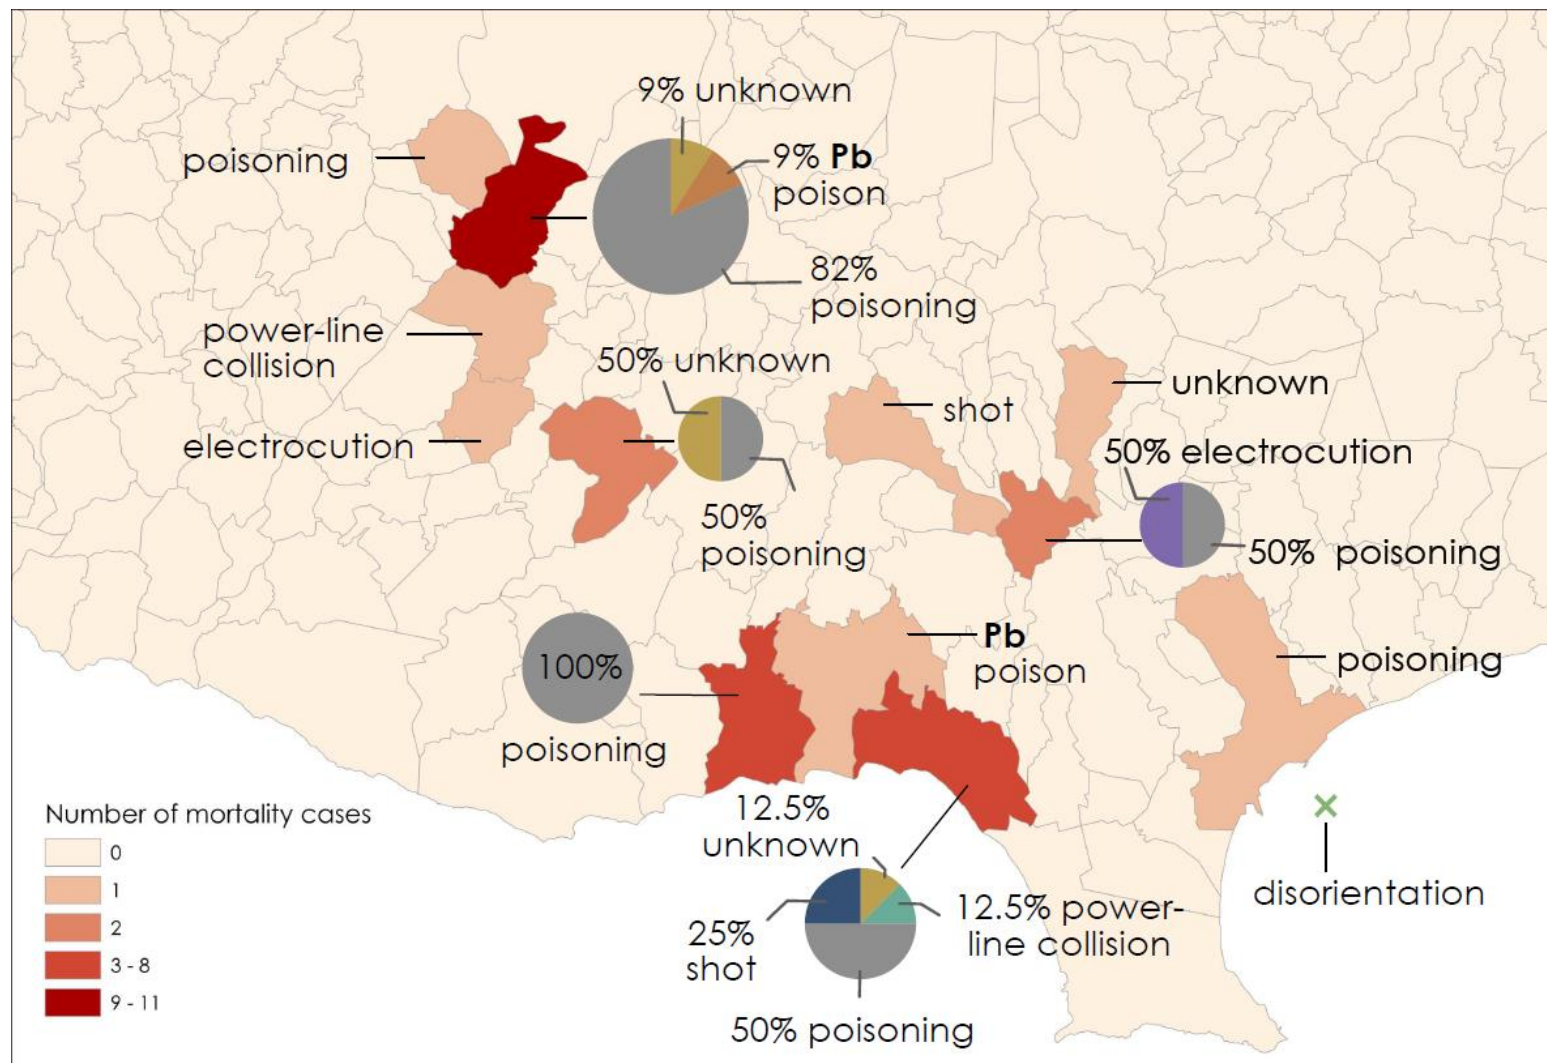 9% unknown
poisoning
9% Pb
poison
82%
poisoning
power-line
collision
50% unknown
unknown
shot
electrocution
50% electrocution
50%
poisoning
50% poisoning
Pb
poison
100%
poisoning
poisoning
Number of mortality cases
0
1
2
3 - 8
9 - 11
12.5%
unknown
disorientation
12.5% power-
line collision
25%
shot
50% poisoning